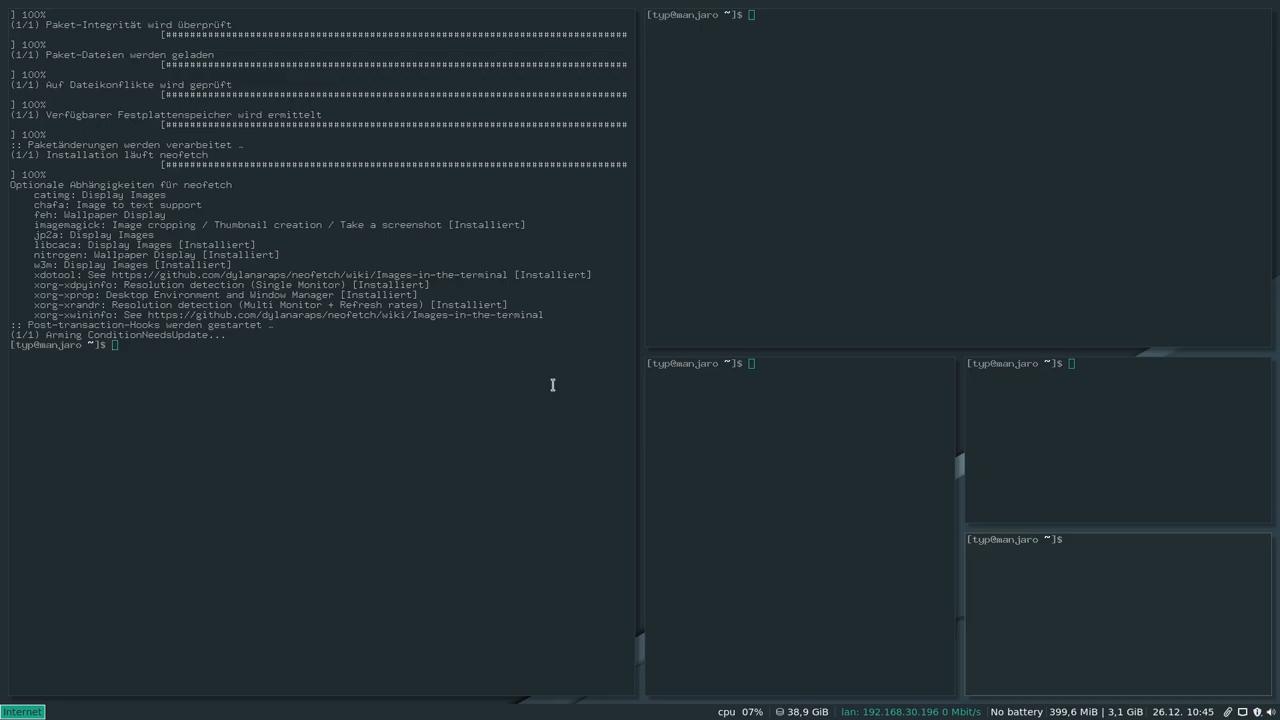 ] 100%
(1/1) Paket-Integrität wird überprüft
[##############################################################################
] 100%
(1/1) Paket-Dateien werden geladen
[##############################################################################
] 100%
(1/1) Auf Dateikonflikte wird geprüft
[##############################################################################
] 100%
(1/1) Verfügbarer Festplattenspeicher wird ermittelt
[##############################################################################
] 100%
:: Paketänderungen werden verarbeitet …
(1/1) Installation läuft neofetch
[##############################################################################
] 100%
Optionale Abhängigkeiten für neofetch
catimg: Display Images
chafa: Image to text support
feh: Wallpaper Display
imagemagick: Image cropping / Thumbnail creation / Take a screenshot [Installiert]
jp2a: Display Images
libcaca: Display Images [Installiert]
nitrogen: Wallpaper Display [Installiert]
w3m: Display Images [Installiert]
xdotool: See https://github.com/dylanaraps/neofetch/wiki/Images-in-the-terminal [Installiert]
xorg-xdpyinfo: Resolution detection (Single Monitor) [Installiert]
xorg-xprop: Desktop Environment and Window Manager [Installiert]
xorg-xrandr: Resolution detection (Multi Monitor + Refresh rates) [Installiert]
xorg-xwininfo: See https://github.com/dylanaraps/neofetch/wiki/Images-in-the-terminal
:: Post-transaction-Hooks werden gestartet …
(1/1) Arming ConditionNeedsUpdate...
[typ@manjaro ~]$
[typ@manjaro ~]$
[typ@manjaro ~]$
[typ@manjaro ~]$
[typ@manjaro ~]$
Internet
cpu 07% 38,9 GiB lan: 192.168.30.196 0 Mbit/s No battery 399,6 MiB | 3,1 GiB 26.12. 10:45